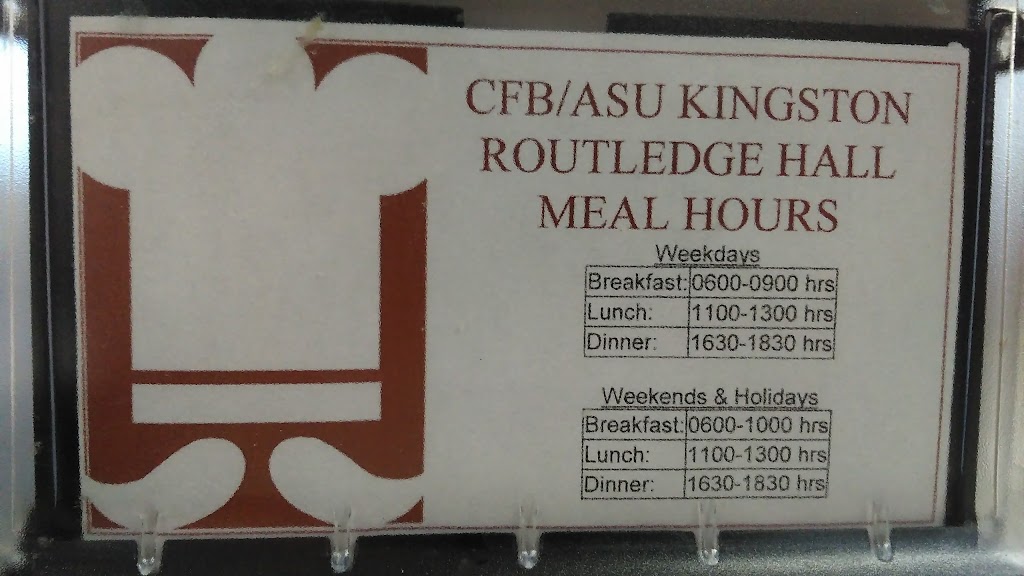 CFB/ASU KINGSTON
ROUTLEDGE HALL
MEAL HOURS
Weekdays
Breakfast: 0600-0900 hrs
Lunch: 1100-1300 hrs
Dinner: 1630-1830 hrs
Weekends & Holidays
Breakfast: 0600-1000 hrs
Lunch: 1100-1300 hrs
Dinner: 1630-1830 hrs